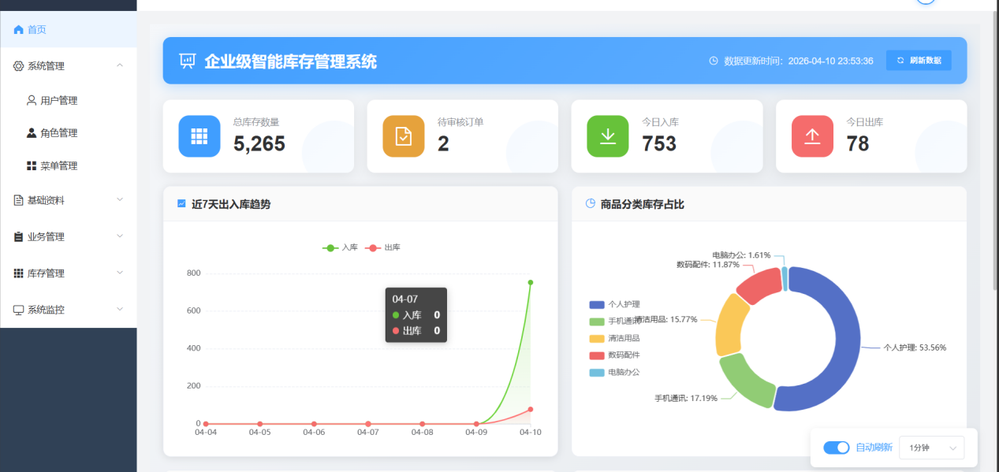 首页
系统管理
用户管理
角色管理
菜单管理
基础资料
业务管理
库存管理
系统监控
企业级智能库存管理系统
数据更新时间: 2026-04-10 23:53:36
刷新数据
总库存数量
5,265
待审核订单
2
今日入库
753
今日出库
78
近7天出入库趋势
入库 出库
800
600
400
200
0
04-04 04-05 04-06 04-07 04-08 04-09 04-10
04-07
入库 0
出库 0
商品分类库存占比
个人护理
手机通讯
清洁用品
数码配件
电脑办公
电脑办公: 1.61%
数码配件: 11.87%
清洁用品: 15.77%
手机通讯: 17.19%
个人护理: 53.56%
自动刷新
1分钟